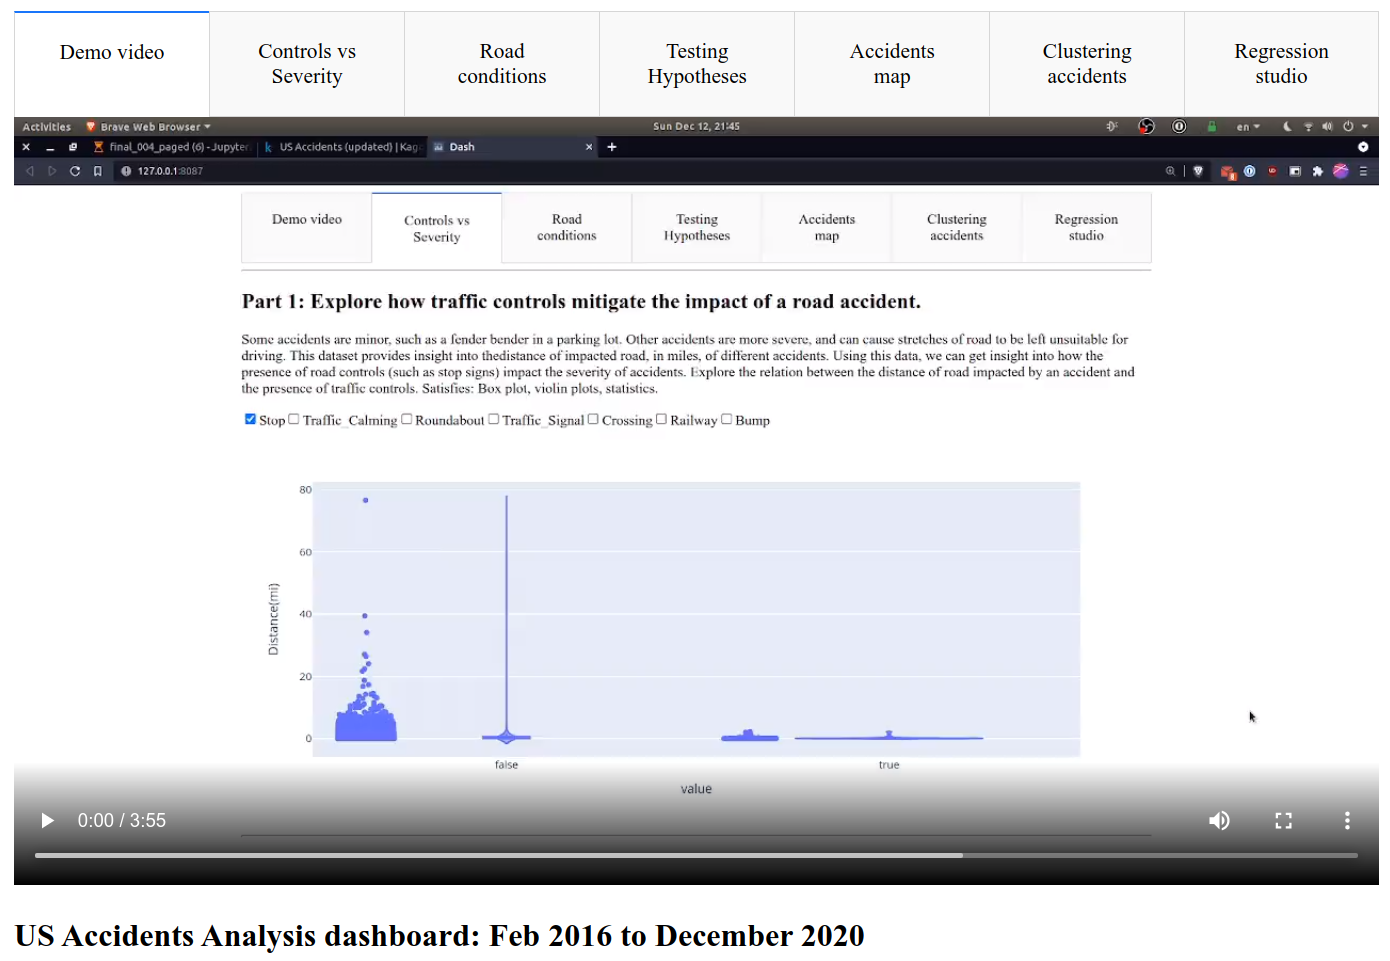 Demo video
Controls vs
Severity
Road
conditions
Testing
Hypotheses
Accidents
map
Clustering
accidents
Regression
studio
Activities
Brave Web Browser
Sun Dec 12, 21:45
en
final_004_paged (6) - Jupyter
US Accidents (updated) | Kag
Dash
127.0.0.1:8087
Demo video
Controls vs
Severity
Road
conditions
Testing
Hypotheses
Accidents
map
Clustering
accidents
Regression
studio
Part 1: Explore how traffic controls mitigate the impact of a road accident.
Some accidents are minor, such as a fender bender in a parking lot. Other accidents are more severe, and can cause stretches of road to be left unsuitable for
driving. This dataset provides insight into thedistance of impacted road, in miles, of different accidents. Using this data, we can get insight into how the
presence of road controls (such as stop signs) impact the severity of accidents. Explore the relation between the distance of road impacted by an accident and
the presence of traffic controls. Satisfies: Box plot, violin plots, statistics.
Stop Traffic_Calming Roundabout Traffic_Signal Crossing Railway Bump
80
60
40
20
0
Distance(mi)
false
true
value
0:00 / 3:55
US Accidents Analysis dashboard: Feb 2016 to December 2020